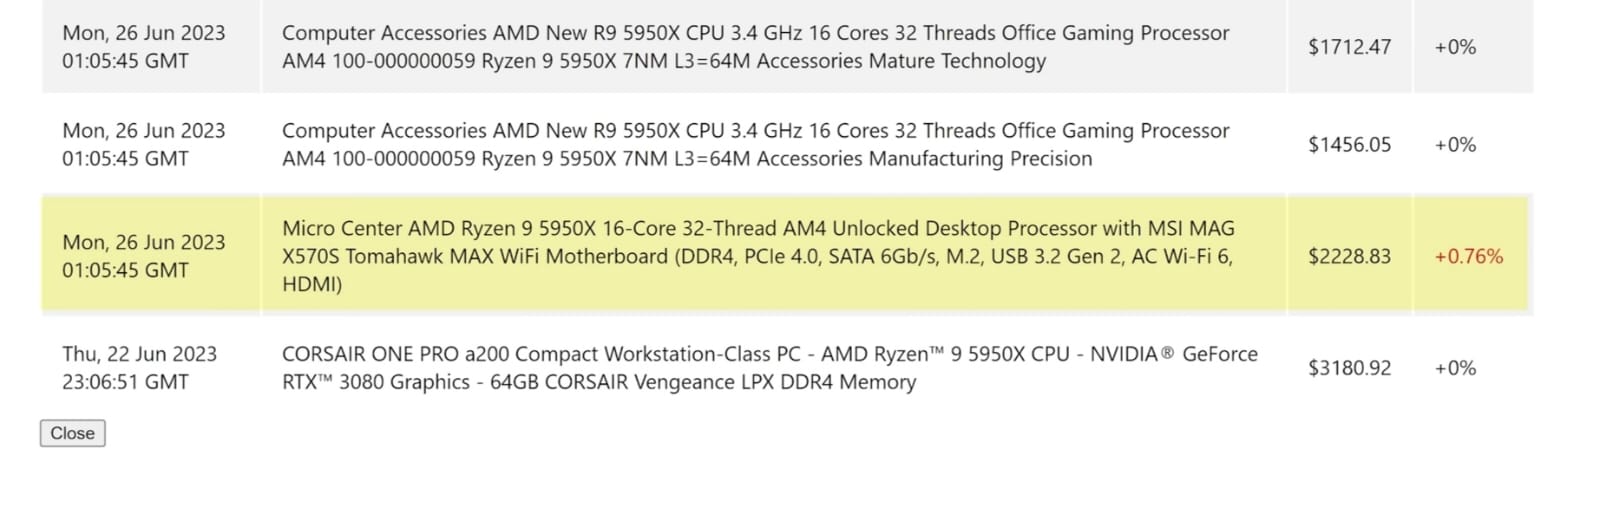 Mon, 26 Jun 2023
01:05:45 GMT
Computer Accessories AMD New R9 5950X CPU 3.4 GHz 16 Cores 32 Threads Office Gaming Processor
AM4 100-000000059 Ryzen 9 5950X 7NM L3=64M Accessories Mature Technology
$1712.47
+0%
Mon, 26 Jun 2023
01:05:45 GMT
Computer Accessories AMD New R9 5950X CPU 3.4 GHz 16 Cores 32 Threads Office Gaming Processor
AM4 100-000000059 Ryzen 9 5950X 7NM L3=64M Accessories Manufacturing Precision
$1456.05
+0%
Mon, 26 Jun 2023
01:05:45 GMT
Micro Center AMD Ryzen 9 5950X 16-Core 32-Thread AM4 Unlocked Desktop Processor with MSI MAG
X570S Tomahawk MAX WiFi Motherboard (DDR4, PCIe 4.0, SATA 6Gb/s, M.2, USB 3.2 Gen 2, AC Wi-Fi 6,
HDMI)
$2228.83
+0.76%
Thu, 22 Jun 2023
23:06:51 GMT
CORSAIR ONE PRO a200 Compact Workstation-Class PC - AMD Ryzen™ 9 5950X CPU - NVIDIA® GeForce
RTX™ 3080 Graphics - 64GB CORSAIR Vengeance LPX DDR4 Memory
$3180.92
+0%
Close